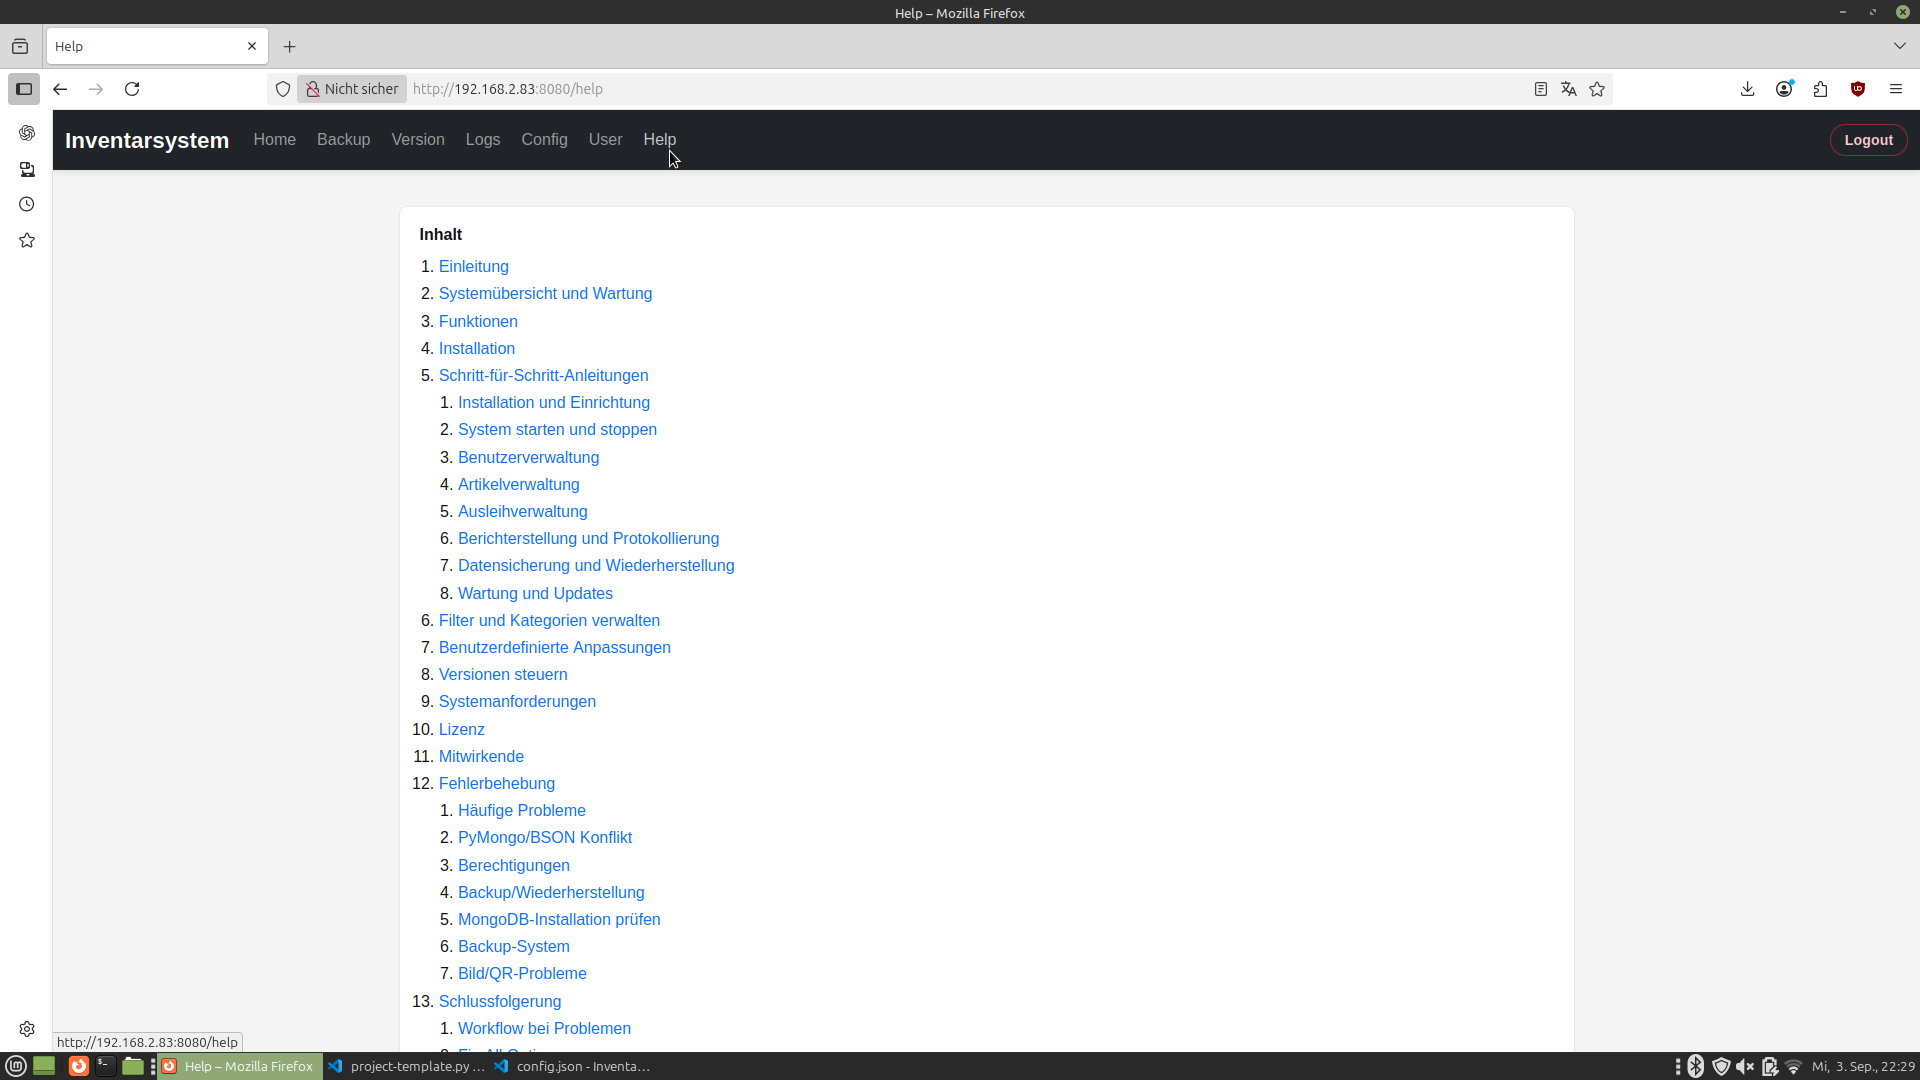 Help – Mozilla Firefox
Help
Nicht sicher
http://192.168.2.83:8080/help
Inventarsystem Home Backup Version Logs Config User Help Logout
Inhalt
1. Einleitung
2. Systemübersicht und Wartung
3. Funktionen
4. Installation
5. Schritt-für-Schritt-Anleitungen
1. Installation und Einrichtung
2. System starten und stoppen
3. Benutzerverwaltung
4. Artikelverwaltung
5. Ausleihverwaltung
6. Berichterstellung und Protokollierung
7. Datensicherung und Wiederherstellung
8. Wartung und Updates
6. Filter und Kategorien verwalten
7. Benutzerdefinierte Anpassungen
8. Versionen steuern
9. Systemanforderungen
10. Lizenz
11. Mitwirkende
12. Fehlerbehebung
1. Häufige Probleme
2. PyMongo/BSON Konflikt
3. Berechtigungen
4. Backup/Wiederherstellung
5. MongoDB-Installation prüfen
6. Backup-System
7. Bild/QR-Probleme
13. Schlussfolgerung
1. Workflow bei Problemen
http://192.168.2.83:8080/help
Help – Mozilla Firefox
project-template.py ...
config.json - Inventa...
Mi, 3. Sep., 22:29